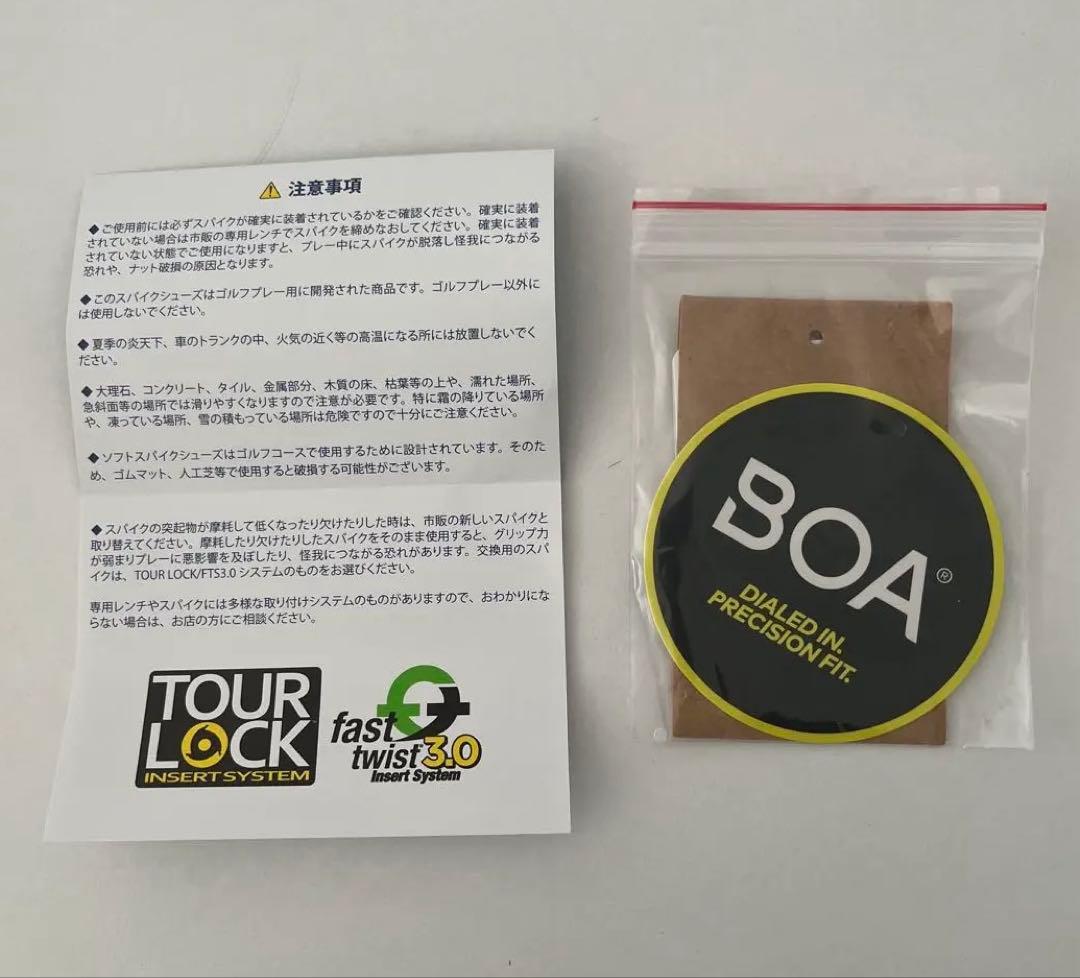 注意事項
◆ご使用前には必ずスパイクが確実に装着されているかをご確認ください。確実に装着
されていない場合は市販の専用レンチでスパイクを締めなおしてください。確実に装着
されていない状態でご使用になりますと、プレー中にスパイクが脱落し怪我につながる
恐れや、ナット破損の原因となります。
◆このスパイクシューズはゴルフプレー用に開発された商品です。ゴルフプレー以外に
は使用しないでください。
◆夏季の炎天下、車のトランクの中、火気の近く等の高温になる所には放置しないでく
ださい。
◆大理石、コンクリート、タイル、金属部分、木質の床、枯葉等の上や、濡れた場所、
急斜面等の場所では滑りやすくなりますので注意が必要です。特に霜の降りている場所
や、凍っている場所、雪の積もっている場所は危険ですので十分にご注意ください。
◆ソフトスパイクシューズはゴルフコースで使用するために設計されています。そのた
め、ゴムマット、人工芝等で使用すると破損する可能性がございます。
◆スパイクの突起物が摩耗して低くなったり欠けたりした時は、市販の新しいスパイクと
取り替えてください。摩耗したり欠けたりしたスパイクをそのまま使用すると、グリップ力
が弱まりプレーに悪影響を及ぼしたり、怪我につながる恐れがあります。交換用のスパ
イクは、TOUR LOCK/FTS3.0 システムのものをお選びください。
専用レンチやスパイクには多様な取り付けシステムのものがありますので、おわかりにな
らない場合は、お店の方にご相談ください。
TOUR
LOCK
INSERT SYSTEM
fast
twist 3.0
Insert System
BOA®
DIALED IN.
PRECISION FIT.